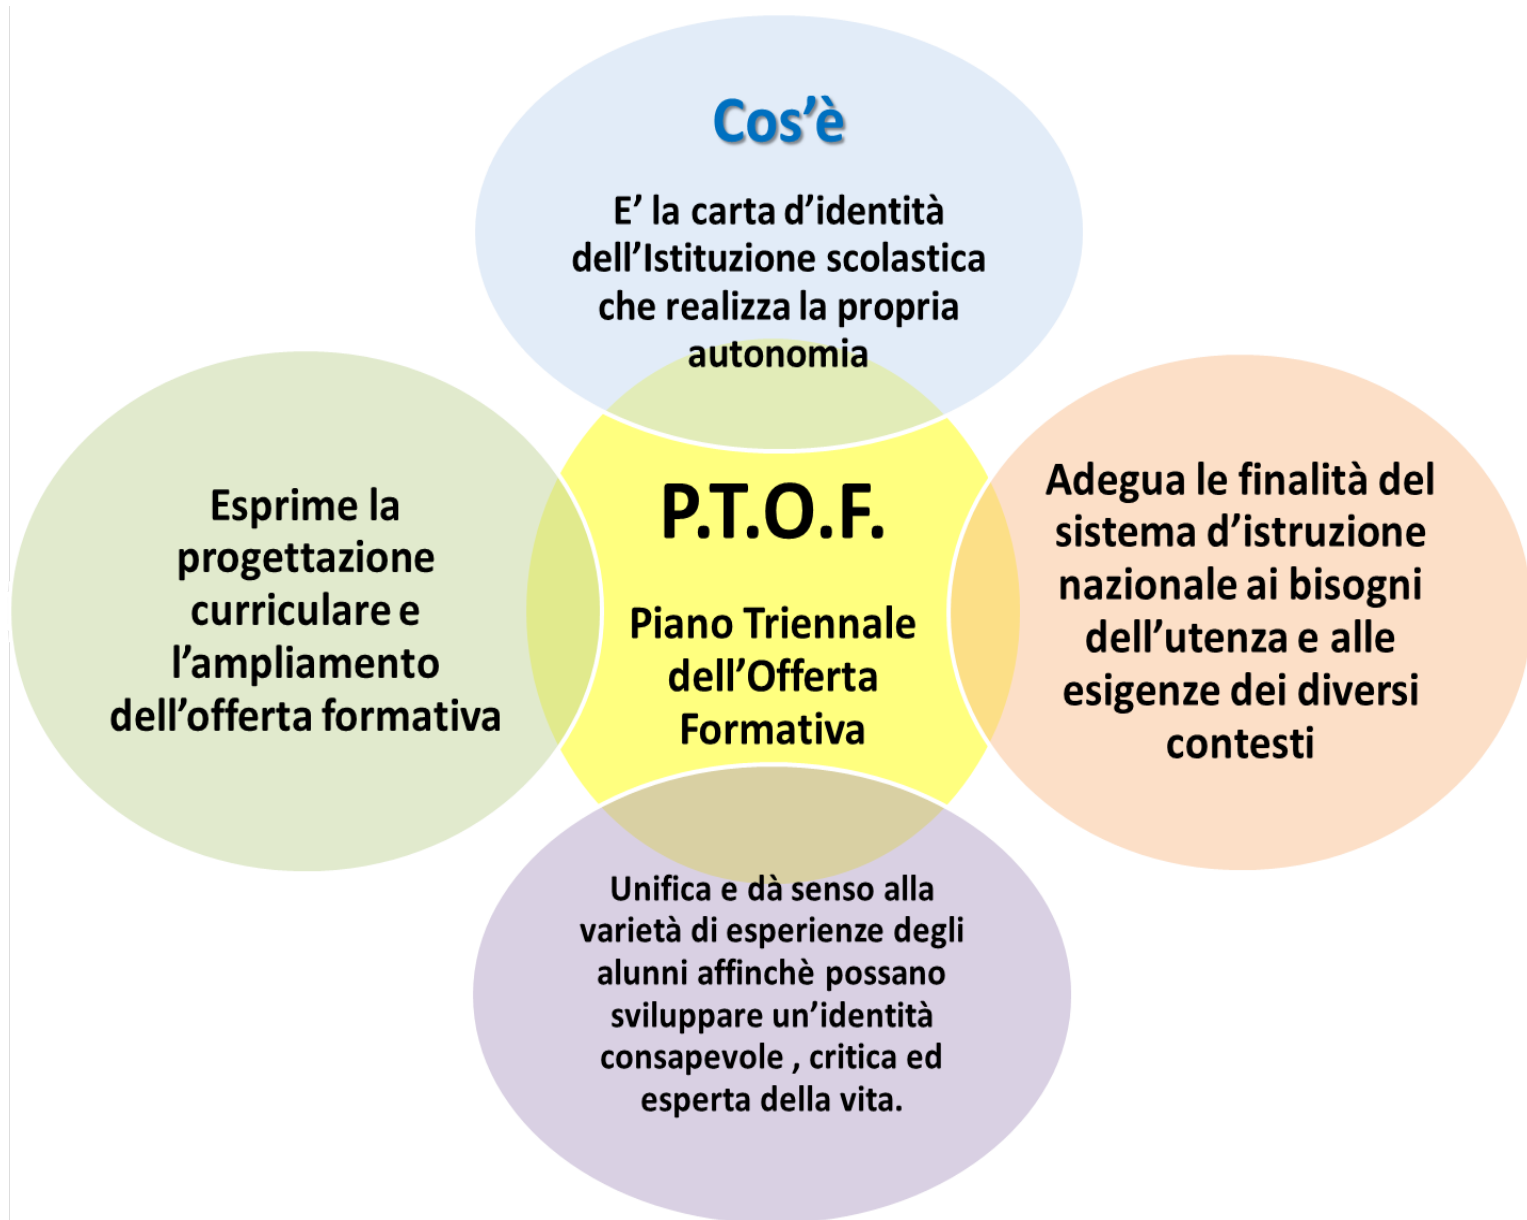 Cos’è
E’ la carta d’identità
dell’Istituzione scolastica
che realizza la propria
autonomia
Esprime la
progettazione
curriculare e
l’ampliamento
dell’offerta formativa
P.T.O.F.
Piano Triennale
dell’Offerta
Formativa
Adegua le finalità del
sistema d’istruzione
nazionale ai bisogni
dell’utenza e alle
esigenze dei diversi
contesti
Unifica e dà senso alla
varietà di esperienze degli
alunni affinchè possano
sviluppare un’identità
consapevole , critica ed
esperta della vita.